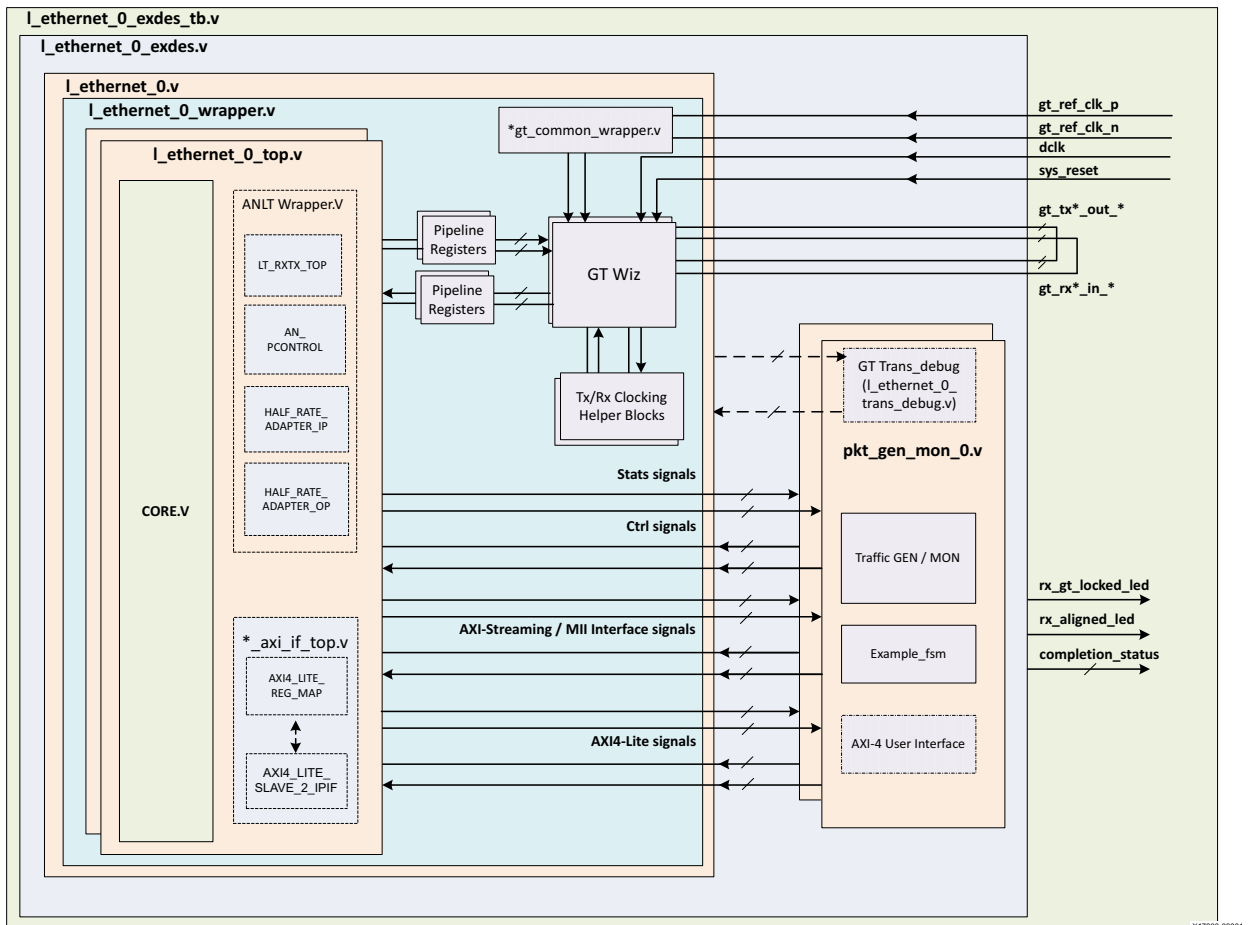 l_ethernet_0_exdes_tb.v
l_ethernet_0_exdes.v
l_ethernet_0.v
l_ethernet_0_wrapper.v
l_ethernet_0_top.v
CORE.V
ANLT Wrapper.V
LT_RXTX_TOP
AN_
PCONTROL
HALF_RATE_
ADAPTER_IP
HALF_RATE_
ADAPTER_OP
*_axi_if_top.v
AXI4_LITE_
REG_MAP
AXI4_LITE_
SLAVE_2_IPIF
Pipeline
Registers
Pipeline
Registers
*gt_common_wrapper.v
GT Wiz
Tx/Rx Clocking
Helper Blocks
Stats signals
Ctrl signals
AXI-Streaming / MII Interface signals
AXI4-Lite signals
GT Trans_debug
(l_ethernet_0_
trans_debug.v)
pkt_gen_mon_0.v
Traffic GEN / MON
Example_fsm
AXI-4 User Interface
gt_ref_clk_p
gt_ref_clk_n
dclk
sys_reset
gt_tx*_out_*
gt_rx*_in_*
rx_gt_locked_led
rx_aligned_led
completion_status